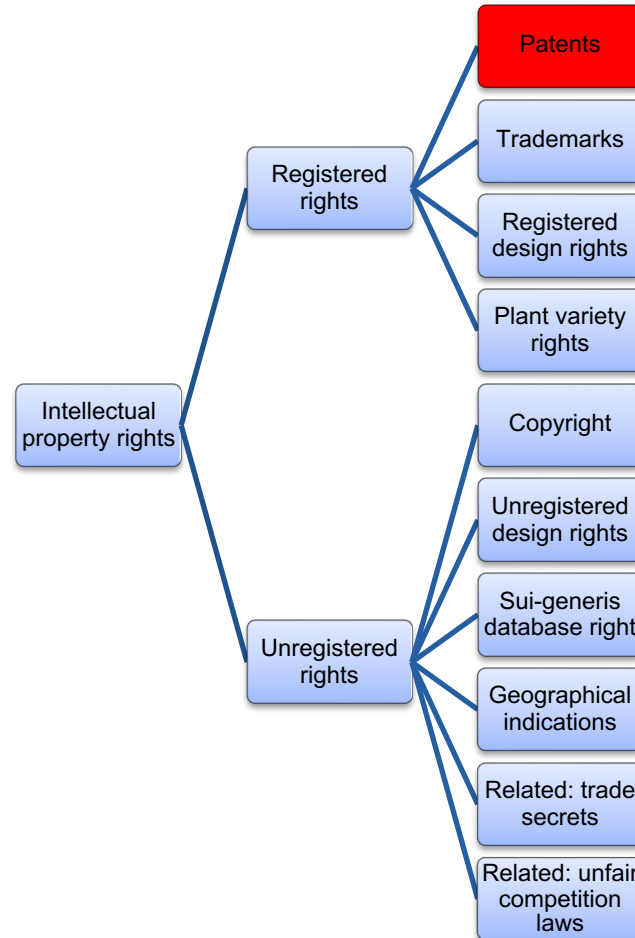 Patents
Trademarks
Registered
rights
Registered
design rights
Plant variety
rights
Intellectual
property rights
Copyright
Unregistered
design rights
Sui-generis
database right
Unregistered
rights
Geographical
indications
Related: trade
secrets
Related: unfair
competition
laws